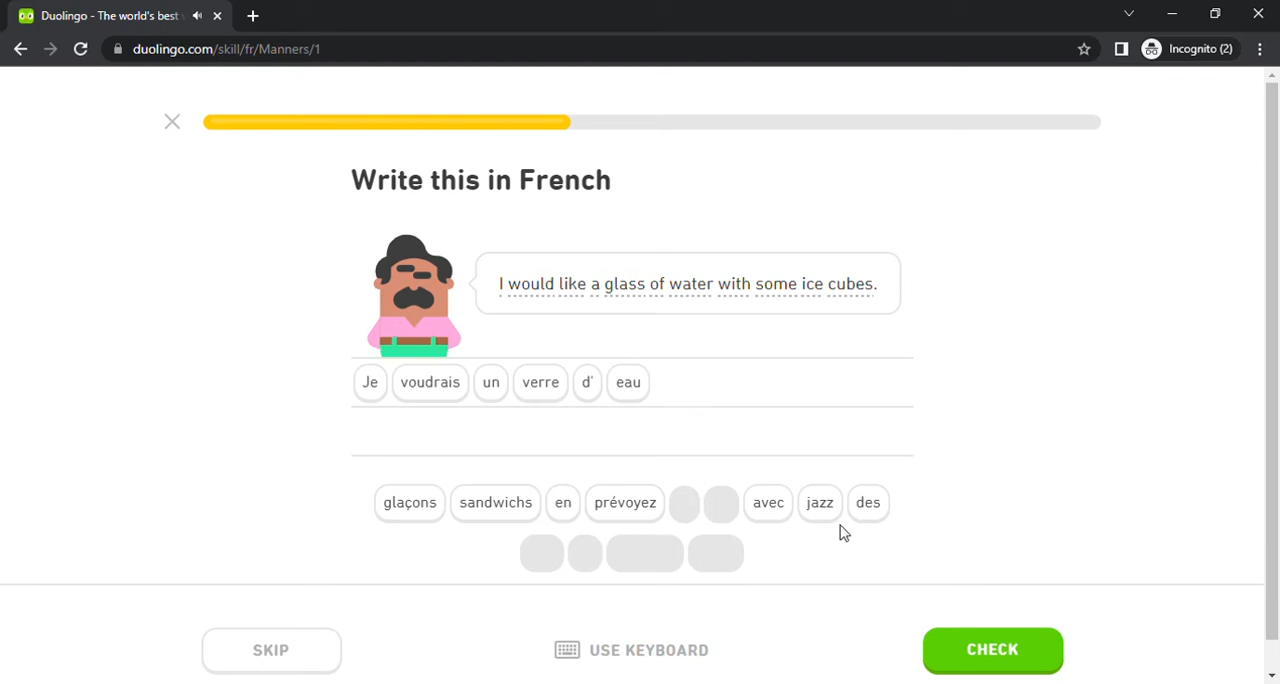 Duolingo - The world's best
duolingo.com/skill/fr/Manners/1
Incognito (2)
Write this in French
I would like a glass of water with some ice cubes.
Je voudrais un verre d' eau
glaçons sandwichs en prévoyez avec jazz des
SKIP
USE KEYBOARD
CHECK